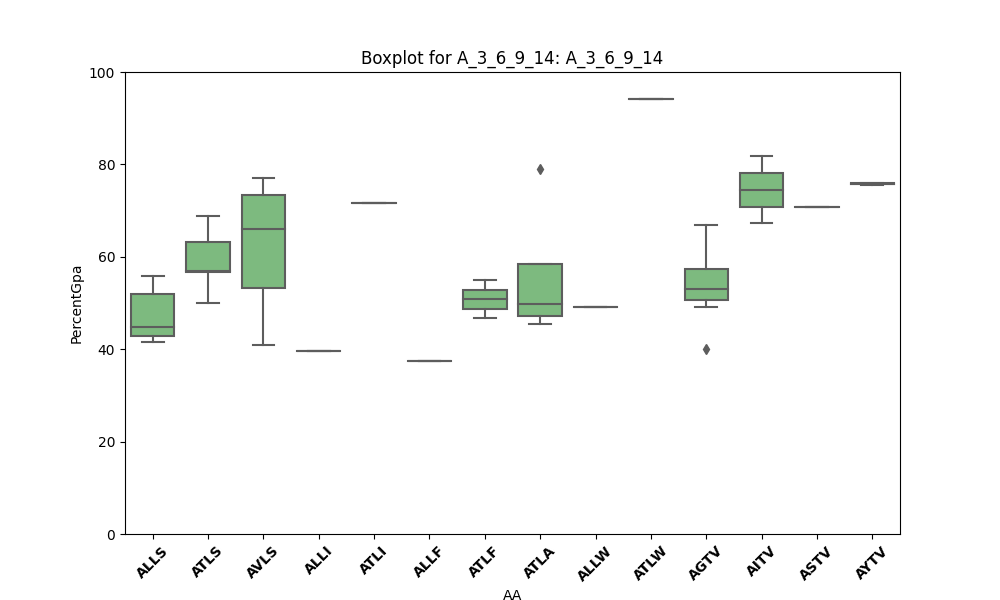 Boxplot for A_3_6_9_14: A_3_6_9_14
100
80
60
40
20
0
PercentGpa
ALLS ATLS AVLS ALLI ATLI ALLF ATLF ATLA ALLW ATLW AGTV AITV ASTV AYTV
AA